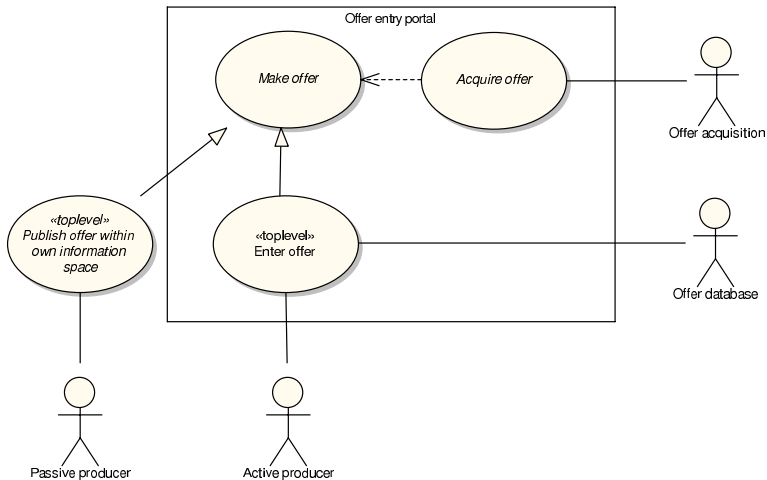 Offer entry portal
Make offer
Acquire offer
Offer acquisition
«toplevel»
Publish offer within
own information
space
«toplevel»
Enter offer
Offer database
Passive producer
Active producer